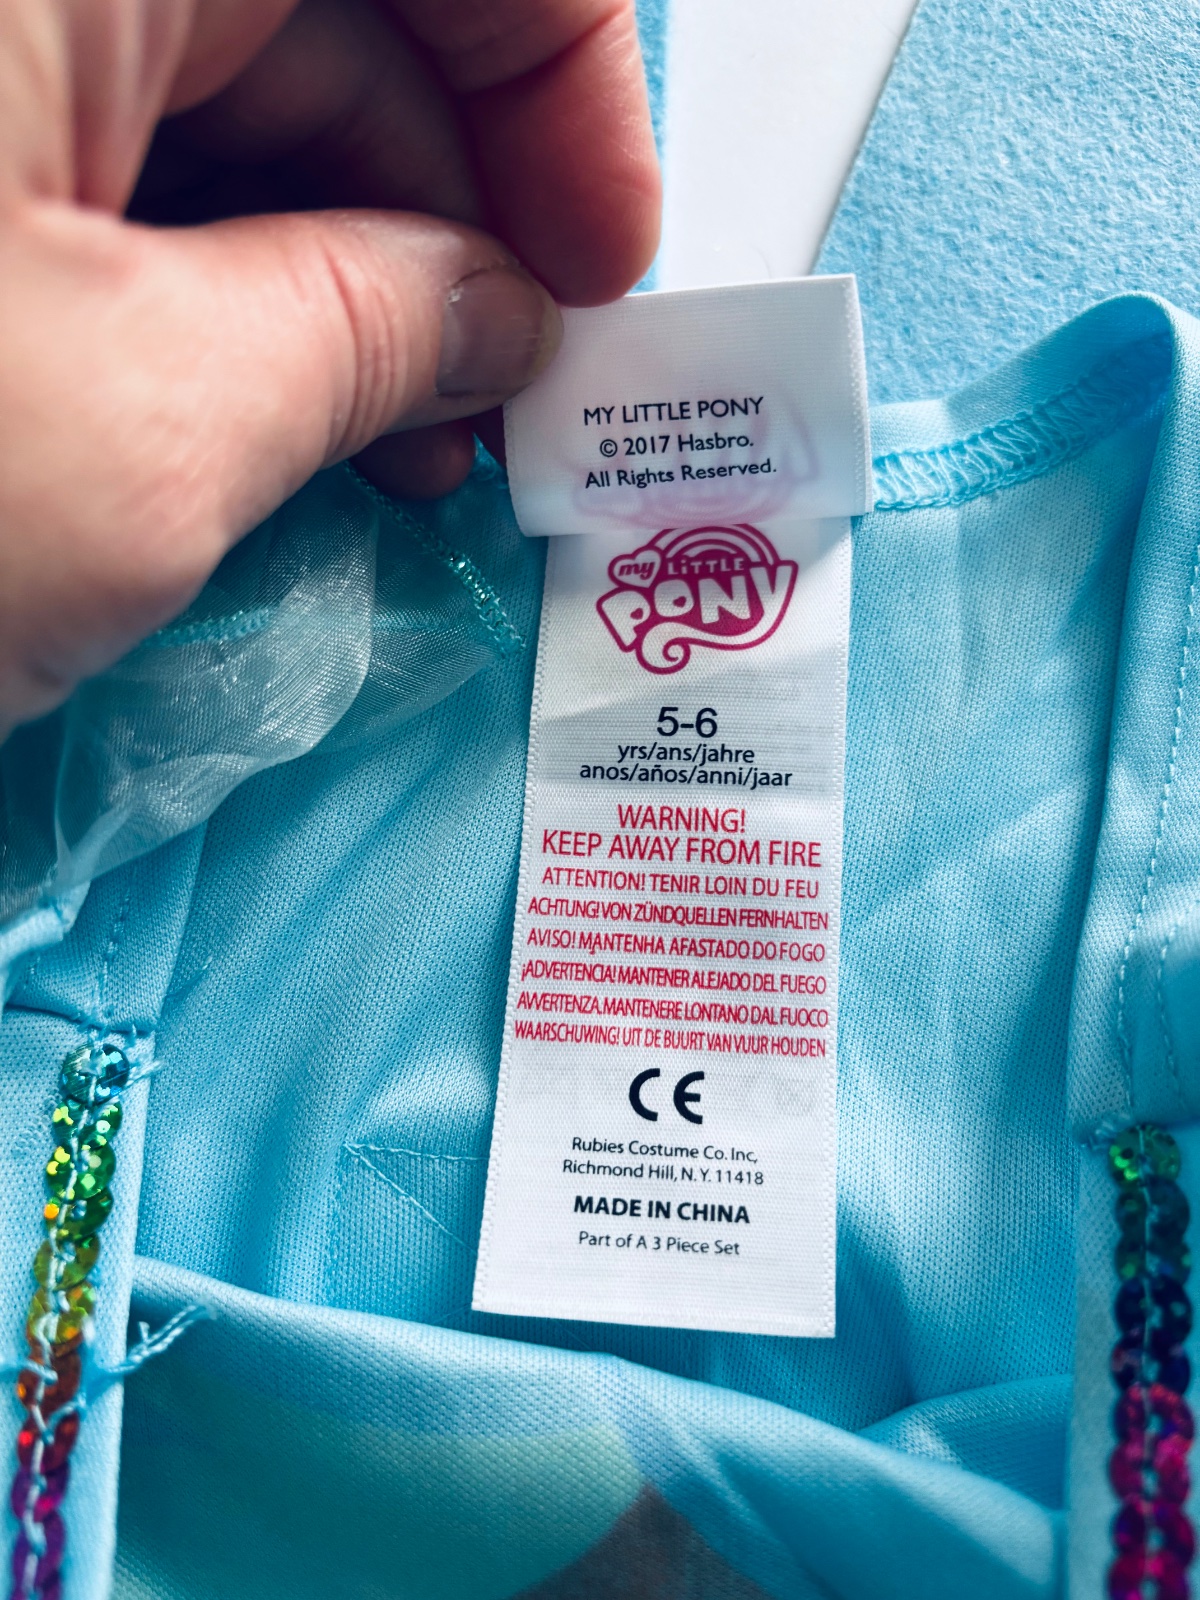 MY LITTLE PONY
© 2017 Hasbro.
All Rights Reserved.
my LiTTLE
PONY
5-6
yrs/ans/jahre
anos/años/anni/jaar
WARNING!
KEEP AWAY FROM FIRE
ATTENTION! TENIR LOIN DU FEU
ACHTUNG! VON ZÜNDQUELLEN FERNHALTEN
AVISO! MANTENHA AFASTADO DO FOGO
¡ADVERTENCIA! MANTENER ALEJADO DEL FUEGO
AVVERTENZA. MANTENERE LONTANO DAL FUOCO
WAARSCHUWING! UIT DE BUURT VAN VUUR HOUDEN
CE
Rubies Costume Co. Inc,
Richmond Hill, N. Y. 11418
MADE IN CHINA
Part of A 3 Piece Set